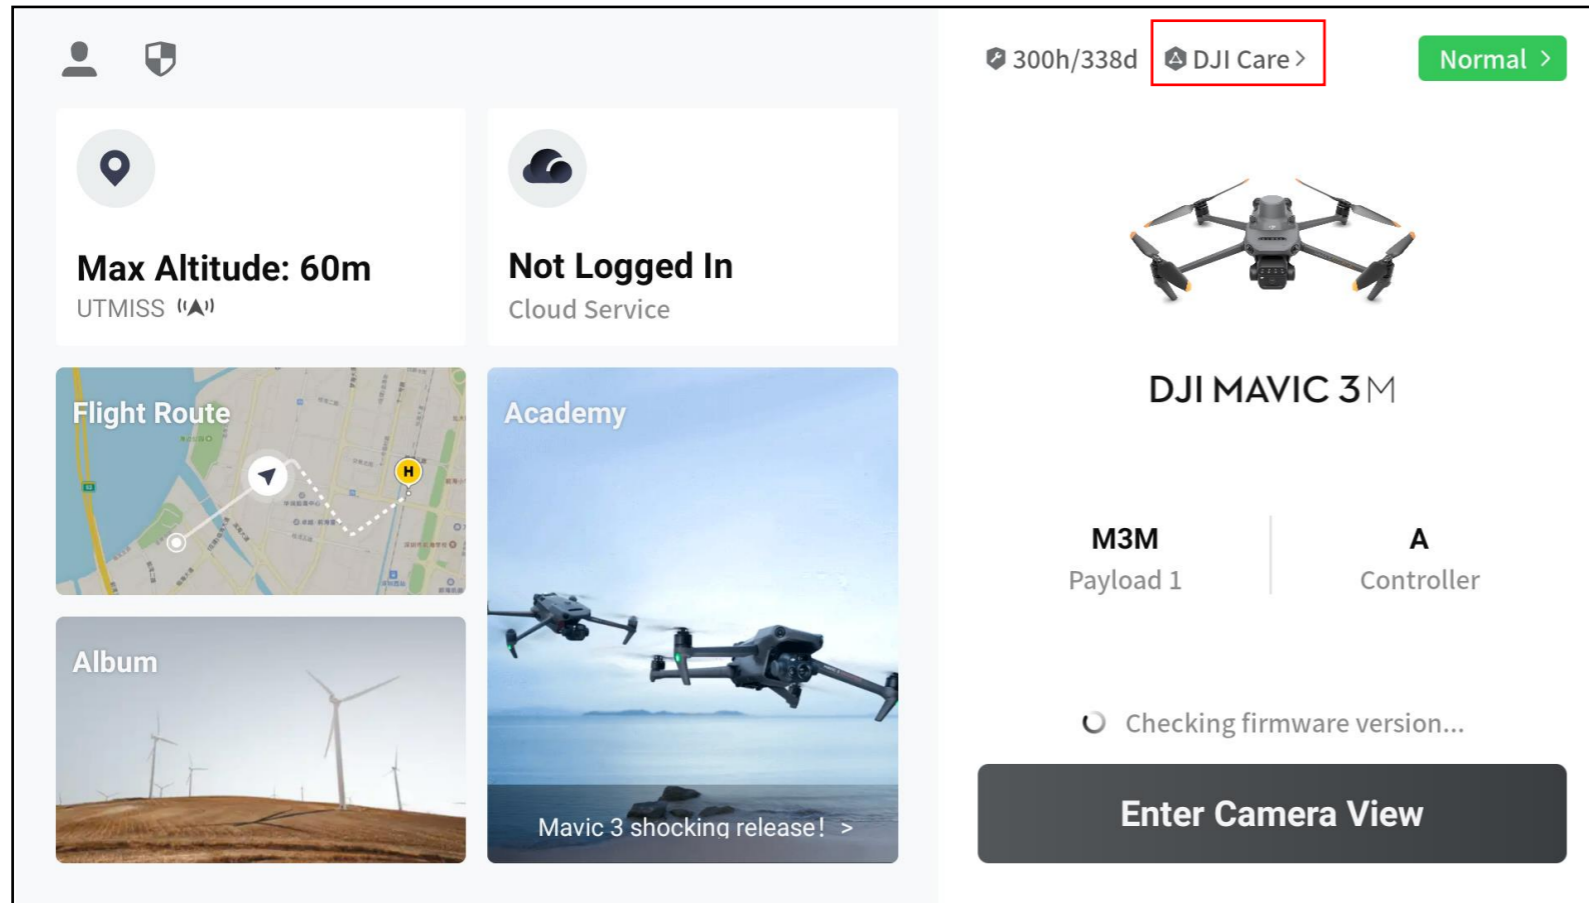 300h/338d
DJI Care >
Normal >
Max Altitude: 60m
UTMISS
Not Logged In
Cloud Service
Flight Route
H
Academy
Album
Mavic 3 shocking release! >
DJI MAVIC 3M
M3M
Payload 1
A
Controller
Checking firmware version...
Enter Camera View